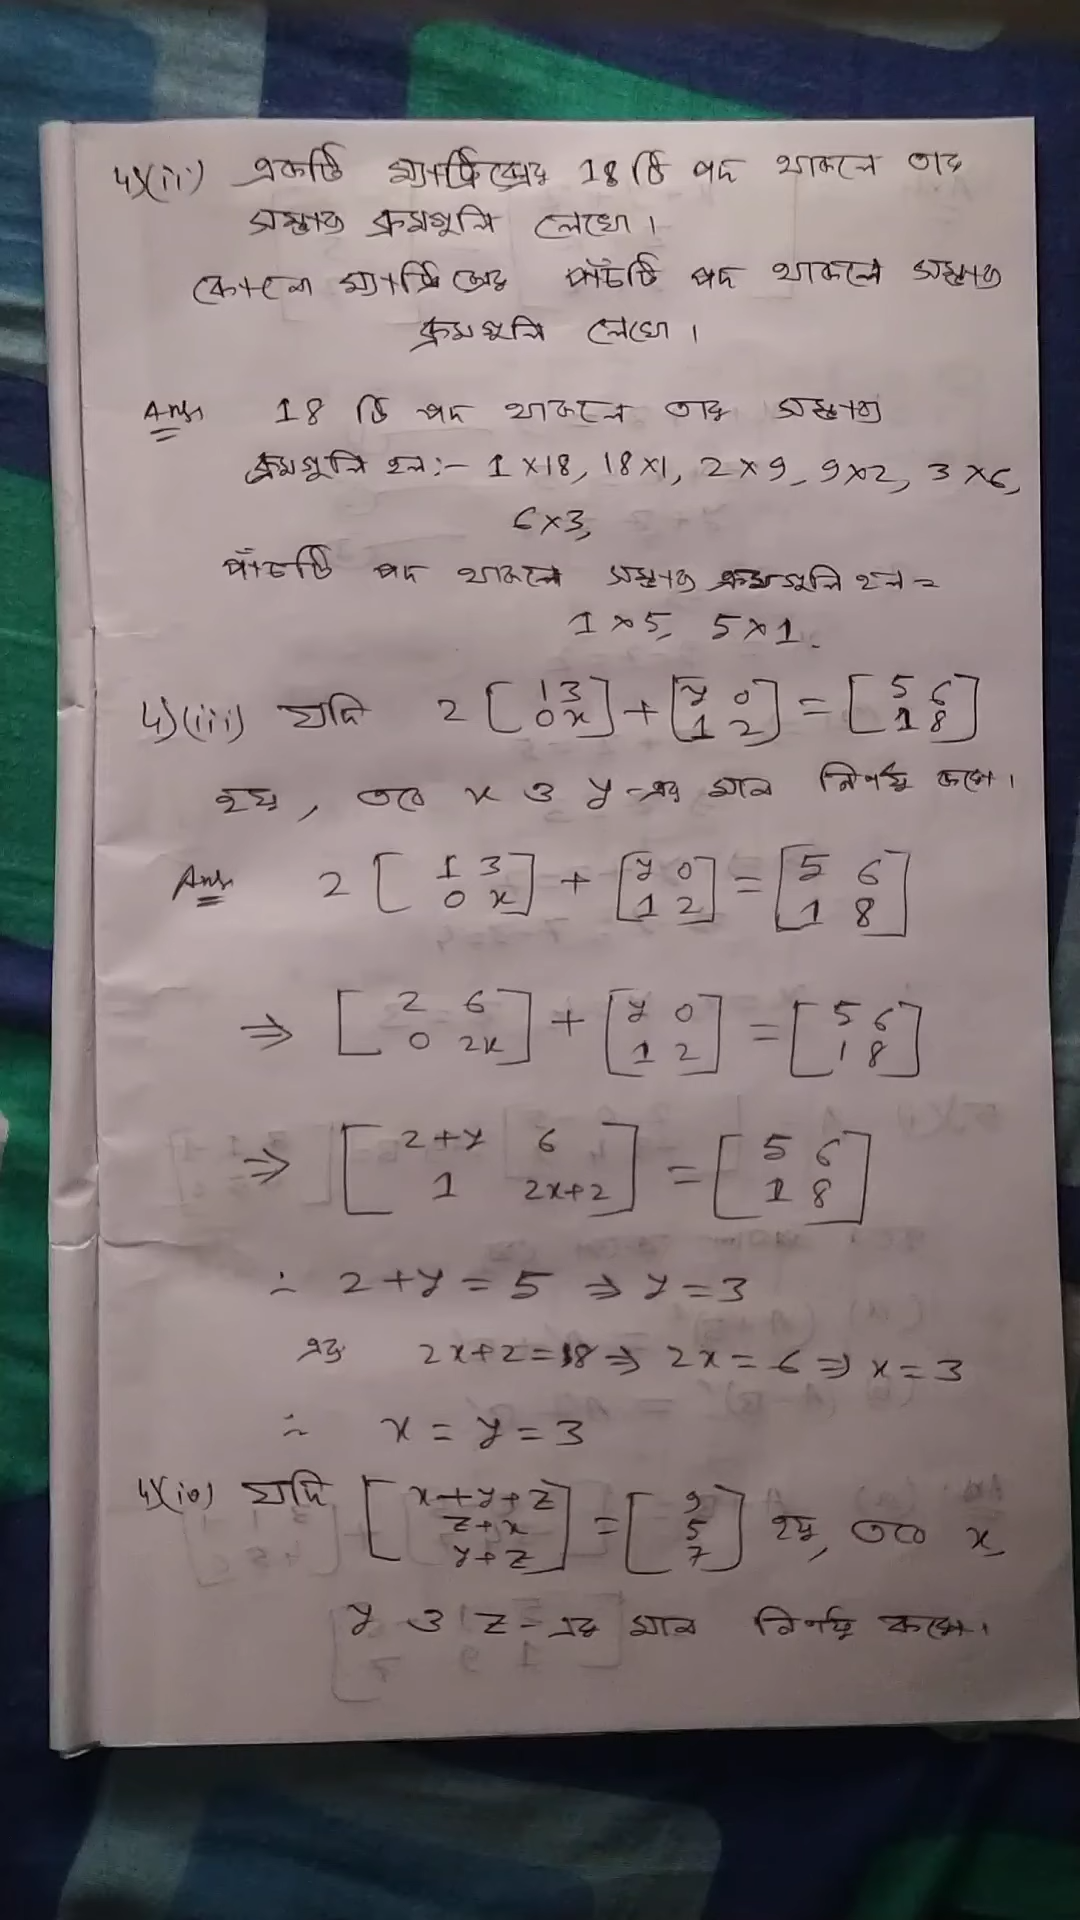 4)(ii) একটি ম্যাট্রিক্সের 18 টি পদ থাকলে তার
সম্ভাব্য ক্রমগুলি লেখো।
কোনো ম্যাট্রিক্সের পাঁচটি পদ থাকলে সম্ভাব্য
ক্রমগুলি লেখো।
Ans 18 টি পদ থাকলে তার সম্ভাব্য
ক্রমগুলি হল:- 1×18, 18×1, 2×9, 9×2, 3×6,
6×3,
পাঁচটি পদ থাকলে সম্ভাব্য ক্রমগুলি হল =
1×5, 5×1.
4)(iii) যদি 2 [1 3; 0 x] + [y 0; 1 2] = [5 6; 1 8]
হয়, তবে x ও y-এর মান নির্ণয় করো।
Ans 2 [1 3; 0 x] + [y 0; 1 2] = [5 6; 1 8]
⇒ [2 6; 0 2x] + [y 0; 1 2] = [5 6; 1 8]
⇒ [2+y 6; 1 2x+2] = [5 6; 1 8]
∴ 2+y = 5 ⇒ y = 3
2x+2 = 8 ⇒ 2x = 6 ⇒ x = 3
∴ x = y = 3
4)(iv) যদি [x+y+z; z+x; y+z] = [9; 5; 7] হয়, তবে x,
y ও z-এর মান নির্ণয় করো।